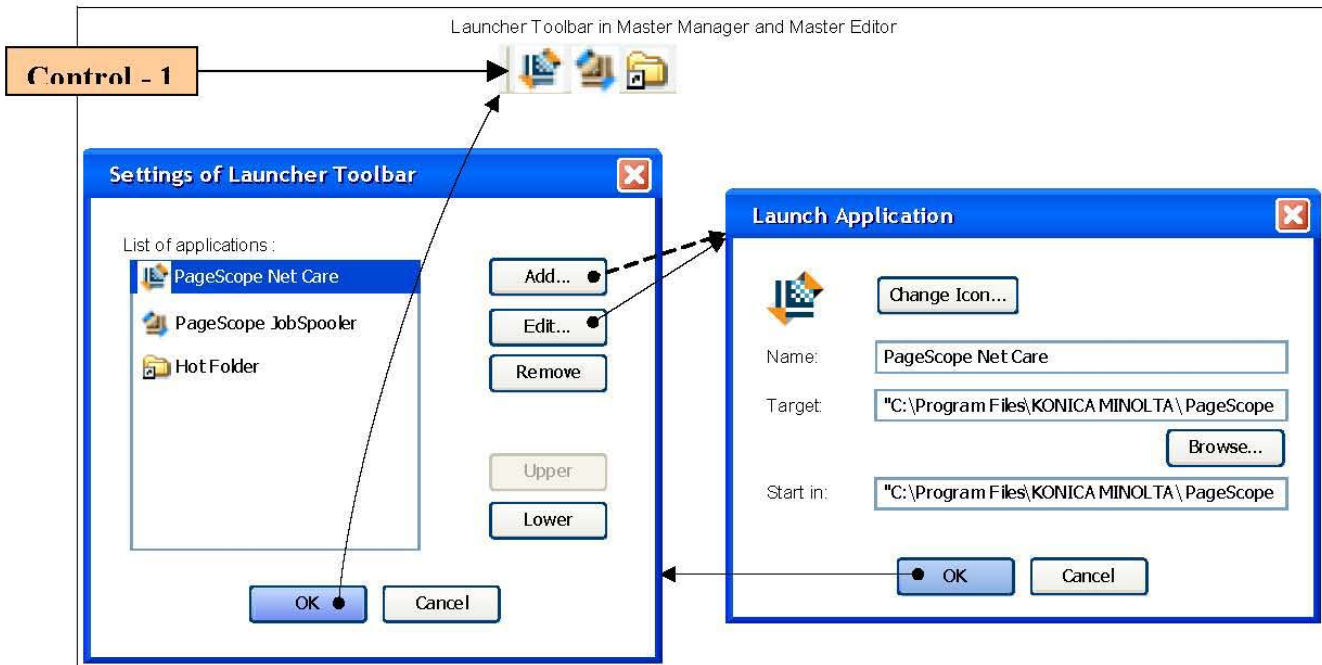 Launcher Toolbar in Master Manager and Master Editor
Control - 1
Settings of Launcher Toolbar
List of applications :
PageScope Net Care
PageScope JobSpooler
Hot Folder
Add...
Edit...
Remove
Upper
Lower
OK
Cancel
Launch Application
Change Icon...
Name: PageScope Net Care
Target: "C:\Program Files\KONICA MINOLTA\PageScope
Browse...
Start in: "C:\Program Files\KONICA MINOLTA\PageScope
OK
Cancel